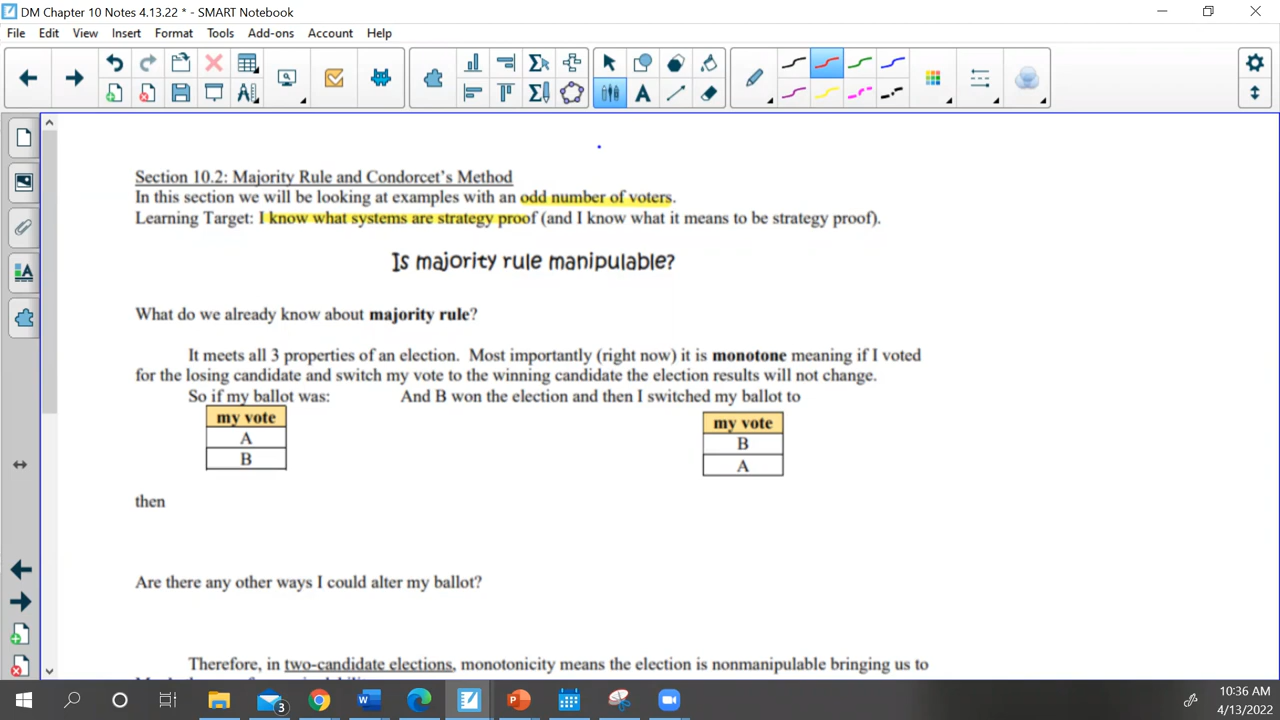 DM Chapter 10 Notes 4.13.22 * - SMART Notebook
File Edit View Insert Format Tools Add-ons Account Help
Section 10.2: Majority Rule and Condorcet's Method
In this section we will be looking at examples with an odd number of voters.
Learning Target: I know what systems are strategy proof (and I know what it means to be strategy proof).
Is majority rule manipulable?
What do we already know about majority rule?
It meets all 3 properties of an election. Most importantly (right now) it is monotone meaning if I voted
for the losing candidate and switch my vote to the winning candidate the election results will not change.
So if my ballot was: And B won the election and then I switched my ballot to
my vote
A
B
my vote
B
A
then
Are there any other ways I could alter my ballot?
Therefore, in two-candidate elections, monotonicity means the election is nonmanipulable bringing us to
3
10:36 AM
4/13/2022